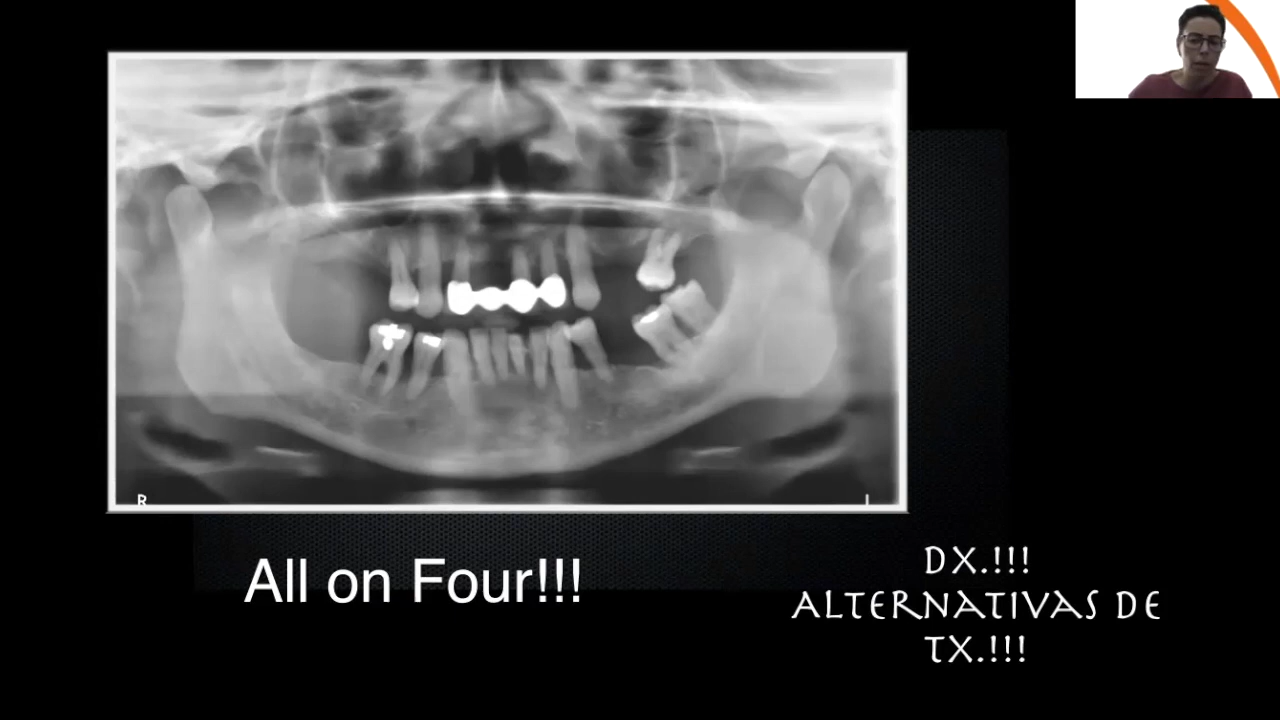 R
L
All on Four!!!
DX.!!!
ALTERNATIVAS DE
TX.!!!